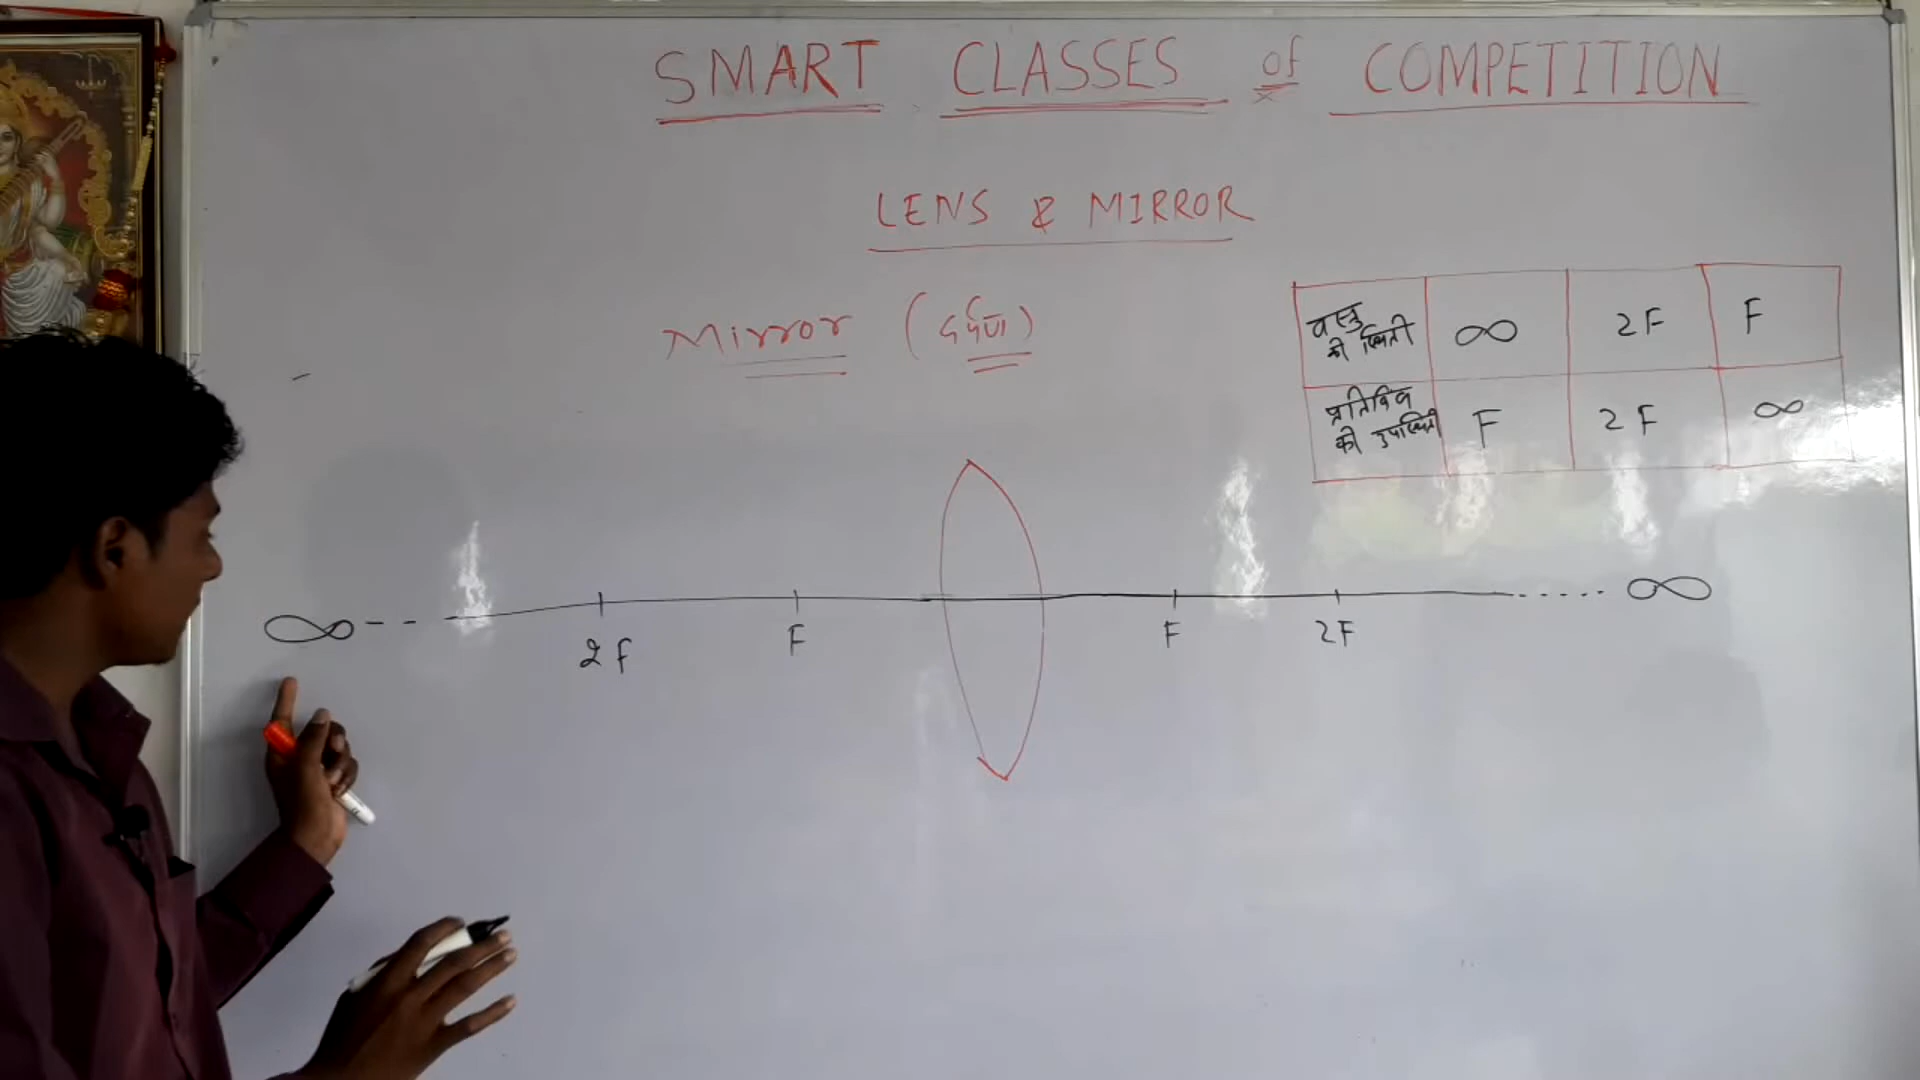 SMART CLASSES of COMPETITION
LENS & MIRROR
Mirror (दर्पण)
वस्तु की स्थिती ∞ 2F F
प्रतिबिंब की उपस्थिती F 2F ∞
∞ 2F F F 2F ∞